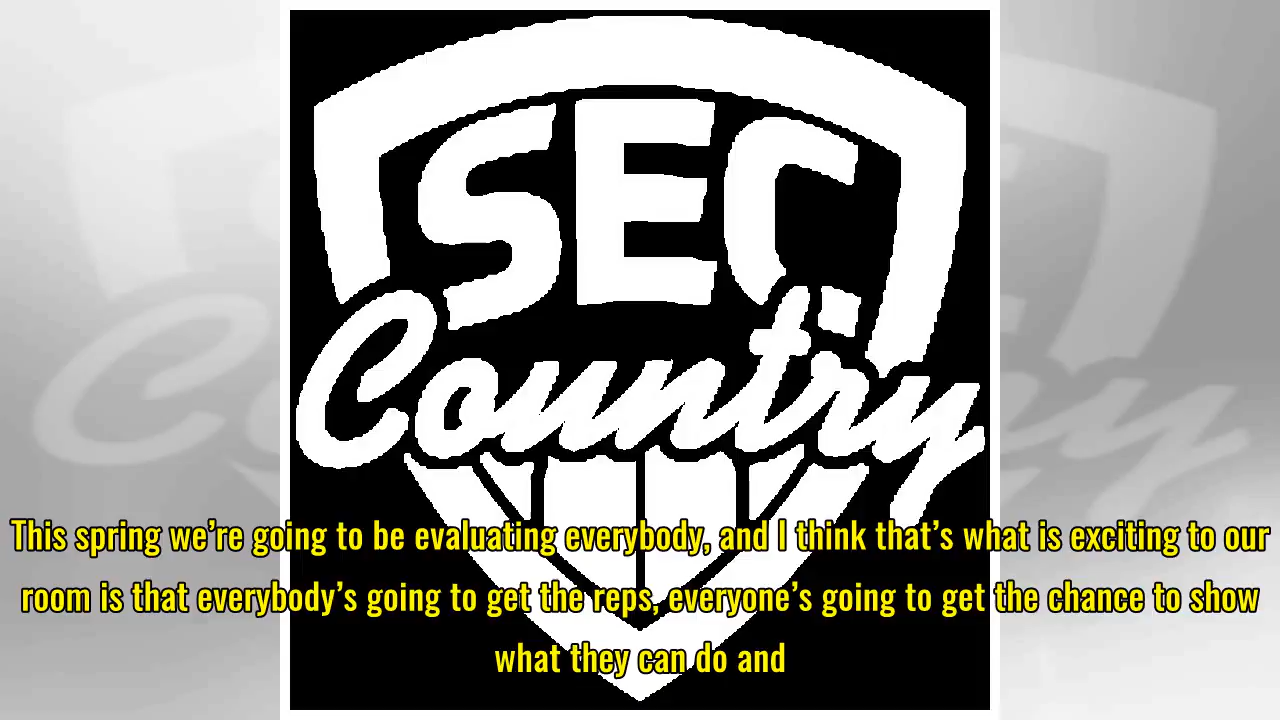 SEC
Country
This spring we’re going to be evaluating everybody, and I think that’s what is exciting to our
room is that everybody’s going to get the reps, everyone’s going to get the chance to show
what they can do and